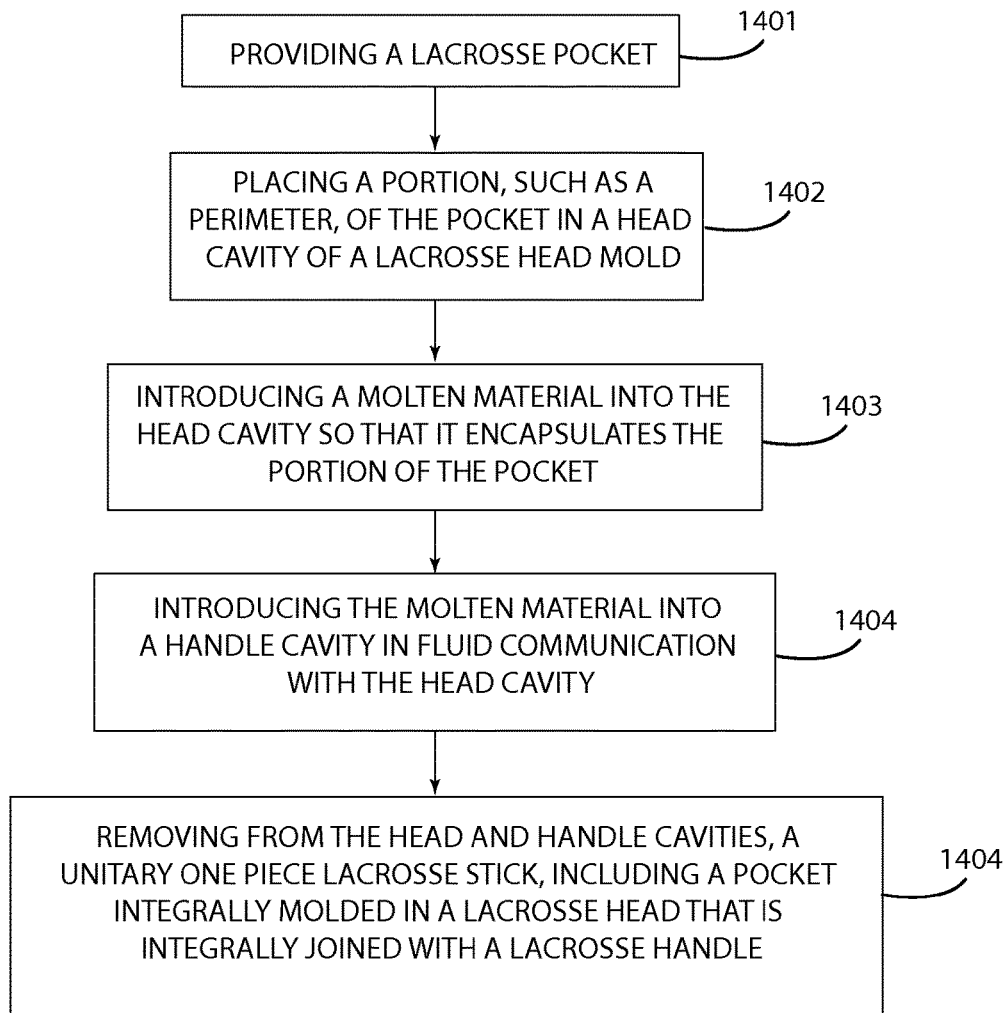 PROVIDING A LACROSSE POCKET
1401
PLACING A PORTION, SUCH AS A
PERIMETER, OF THE POCKET IN A HEAD
CAVITY OF A LACROSSE HEAD MOLD
1402
INTRODUCING A MOLTEN MATERIAL INTO THE
HEAD CAVITY SO THAT IT ENCAPSULATES THE
PORTION OF THE POCKET
1403
INTRODUCING THE MOLTEN MATERIAL INTO
A HANDLE CAVITY IN FLUID COMMUNICATION
WITH THE HEAD CAVITY
1404
REMOVING FROM THE HEAD AND HANDLE CAVITIES, A
UNITARY ONE PIECE LACROSSE STICK, INCLUDING A POCKET
INTEGRALLY MOLDED IN A LACROSSE HEAD THAT IS
INTEGRALLY JOINED WITH A LACROSSE HANDLE
1404